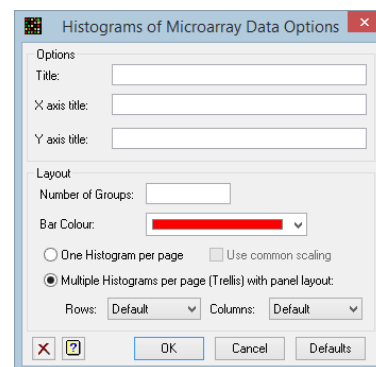 Histograms of Microarray Data Options
Options
Title:
X axis title:
Y axis title:
Layout
Number of Groups:
Bar Colour:
One Histogram per page Use common scaling
Multiple Histograms per page (Trellis) with panel layout:
Rows: Default Columns: Default
OK Cancel Defaults